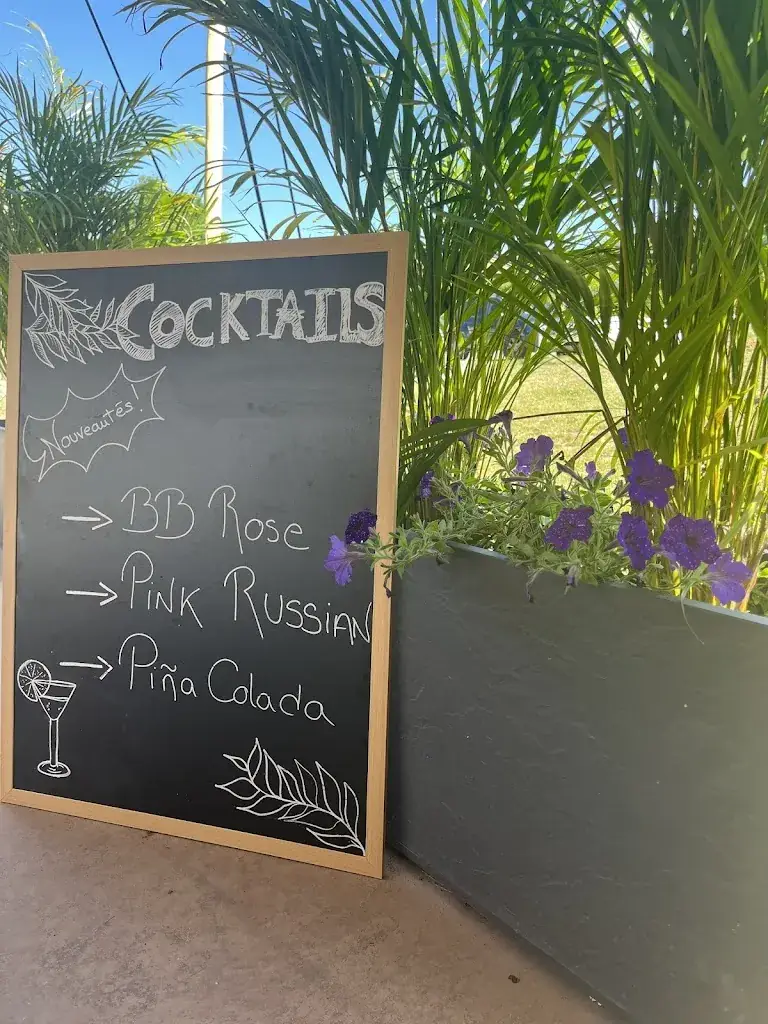 COCKTAILS
Nouveautés!
→ BB Rose
→ PiNK RUSSiAN
→ Piña Colada